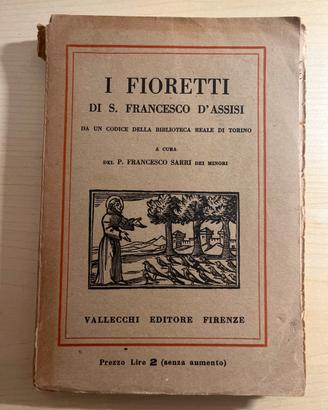 I FIORETTI
DI S. FRANCESCO D'ASSISI
DA UN CODICE DELLA BIBLIOTECA REALE DI TORINO
A CURA
DEL P. FRANCESCO SARRI DEI MINORI
VALLECCHI EDITORE FIRENZE
Prezzo Lire 2 (senza aumento)